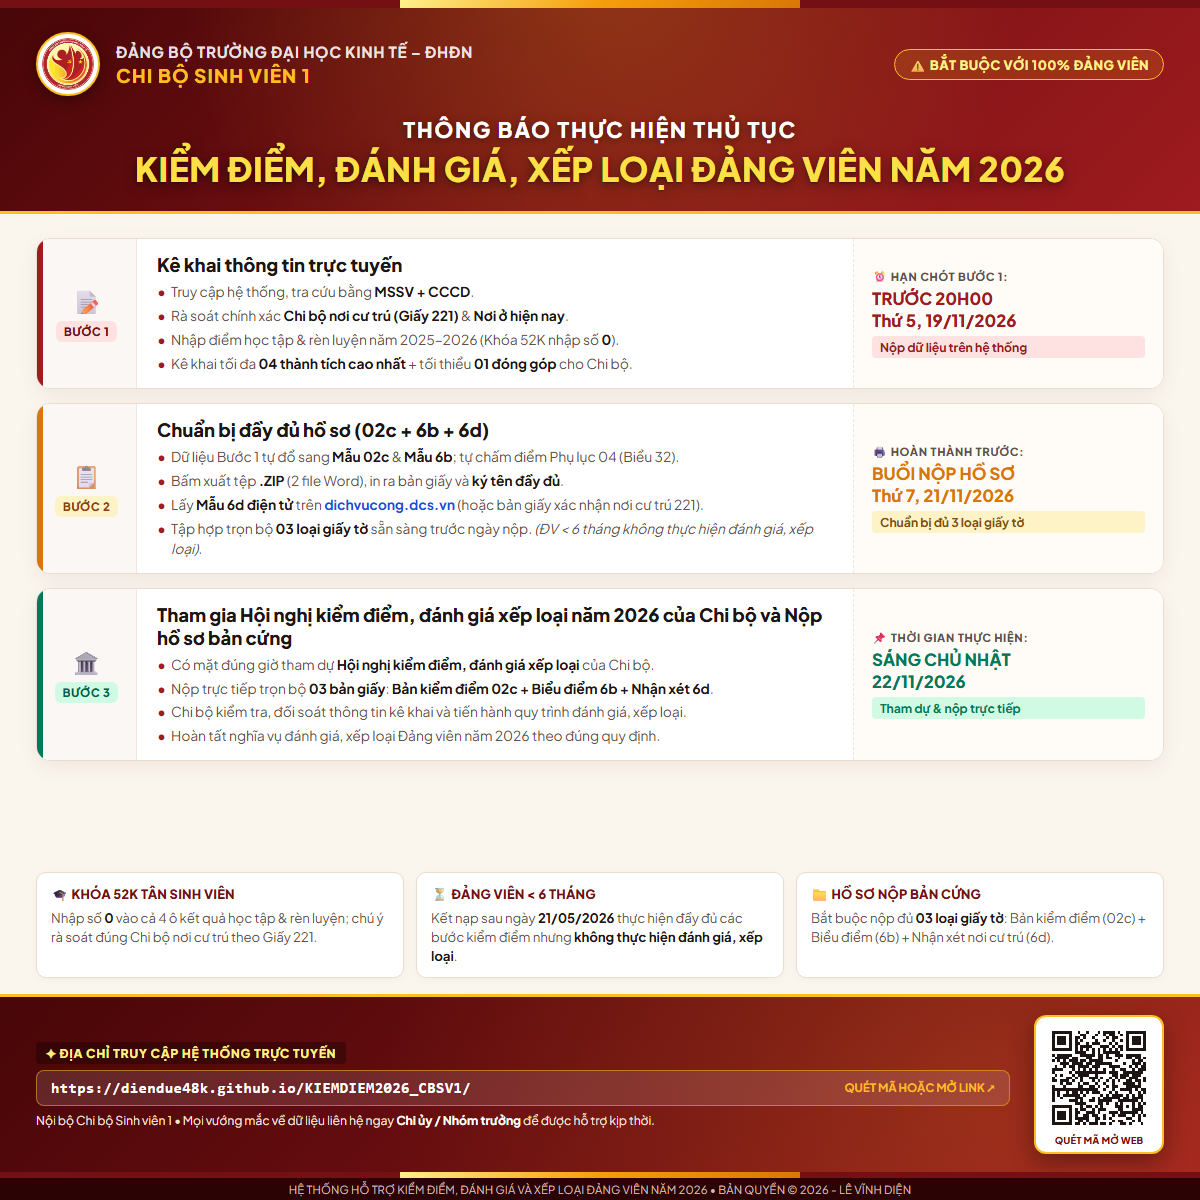 ĐẢNG BỘ TRƯỜNG ĐẠI HỌC KINH TẾ – ĐHĐN
CHI BỘ SINH VIÊN 1
⚠ BẮT BUỘC VỚI 100% ĐẢNG VIÊN
THÔNG BÁO THỰC HIỆN THỦ TỤC
KIỂM ĐIỂM, ĐÁNH GIÁ, XẾP LOẠI ĐẢNG VIÊN NĂM 2026
BƯỚC 1
Kê khai thông tin trực tuyến
• Truy cập hệ thống, tra cứu bằng MSSV + CCCD.
• Rà soát chính xác Chi bộ nơi cư trú (Giấy 221) & Nơi ở hiện nay.
• Nhập điểm học tập & rèn luyện năm 2025–2026 (Khóa 52K nhập số 0).
• Kê khai tối đa 04 thành tích cao nhất + tối thiểu 01 đóng góp cho Chi bộ.
⏰ HẠN CHÓT BƯỚC 1:
TRƯỚC 20H00
Thứ 5, 19/11/2026
Nộp dữ liệu trên hệ thống
BƯỚC 2
Chuẩn bị đầy đủ hồ sơ (02c + 6b + 6d)
• Dữ liệu Bước 1 tự đổ sang Mẫu 02c & Mẫu 6b; tự chấm điểm Phụ lục 04 (Biểu 32).
• Bấm xuất tệp .ZIP (2 file Word), in ra bản giấy và ký tên đầy đủ.
• Lấy Mẫu 6d điện tử trên dichvucong.dcs.vn (hoặc bản giấy xác nhận nơi cư trú 221).
• Tập hợp trọn bộ 03 loại giấy tờ sẵn sàng trước ngày nộp. (ĐV < 6 tháng không thực hiện đánh giá, xếp
loại).
🖨 HOÀN THÀNH TRƯỚC:
BUỔI NỘP HỒ SƠ
Thứ 7, 21/11/2026
Chuẩn bị đủ 3 loại giấy tờ
BƯỚC 3
Tham gia Hội nghị kiểm điểm, đánh giá xếp loại năm 2026 của Chi bộ và Nộp
hồ sơ bản cứng
• Có mặt đúng giờ tham dự Hội nghị kiểm điểm, đánh giá xếp loại của Chi bộ.
• Nộp trực tiếp trọn bộ 03 bản giấy: Bản kiểm điểm 02c + Biểu điểm 6b + Nhận xét 6d.
• Chi bộ kiểm tra, đối soát thông tin kê khai và tiến hành quy trình đánh giá, xếp loại.
• Hoàn tất nghĩa vụ đánh giá, xếp loại Đảng viên năm 2026 theo đúng quy định.
📌 THỜI GIAN THỰC HIỆN:
SÁNG CHỦ NHẬT
22/11/2026
Tham dự & nộp trực tiếp
🎓 KHÓA 52K TÂN SINH VIÊN
Nhập số 0 vào cả 4 ô kết quả học tập & rèn luyện; chú ý
rà soát đúng Chi bộ nơi cư trú theo Giấy 221.
⏳ ĐẢNG VIÊN < 6 THÁNG
Kết nạp sau ngày 21/05/2026 thực hiện đầy đủ các
bước kiểm điểm nhưng không thực hiện đánh giá, xếp
loại.
📁 HỒ SƠ NỘP BẢN CỨNG
Bắt buộc nộp đủ 03 loại giấy tờ: Bản kiểm điểm (02c) +
Biểu điểm (6b) + Nhận xét nơi cư trú (6d).
✦ ĐỊA CHỈ TRUY CẬP HỆ THỐNG TRỰC TUYẾN
https://diendue48k.github.io/KIEMDIEM2026_CBSV1/
QUÉT MÃ HOẶC MỞ LINK ↗
Nội bộ Chi bộ Sinh viên 1 • Mọi vướng mắc về dữ liệu liên hệ ngay Chi ủy / Nhóm trưởng để được hỗ trợ kịp thời.
QUÉT MÃ MỞ WEB
HỆ THỐNG HỖ TRỢ KIỂM ĐIỂM, ĐÁNH GIÁ VÀ XẾP LOẠI ĐẢNG VIÊN NĂM 2026 • BẢN QUYỀN © 2026 - LÊ VĨNH DIỆN